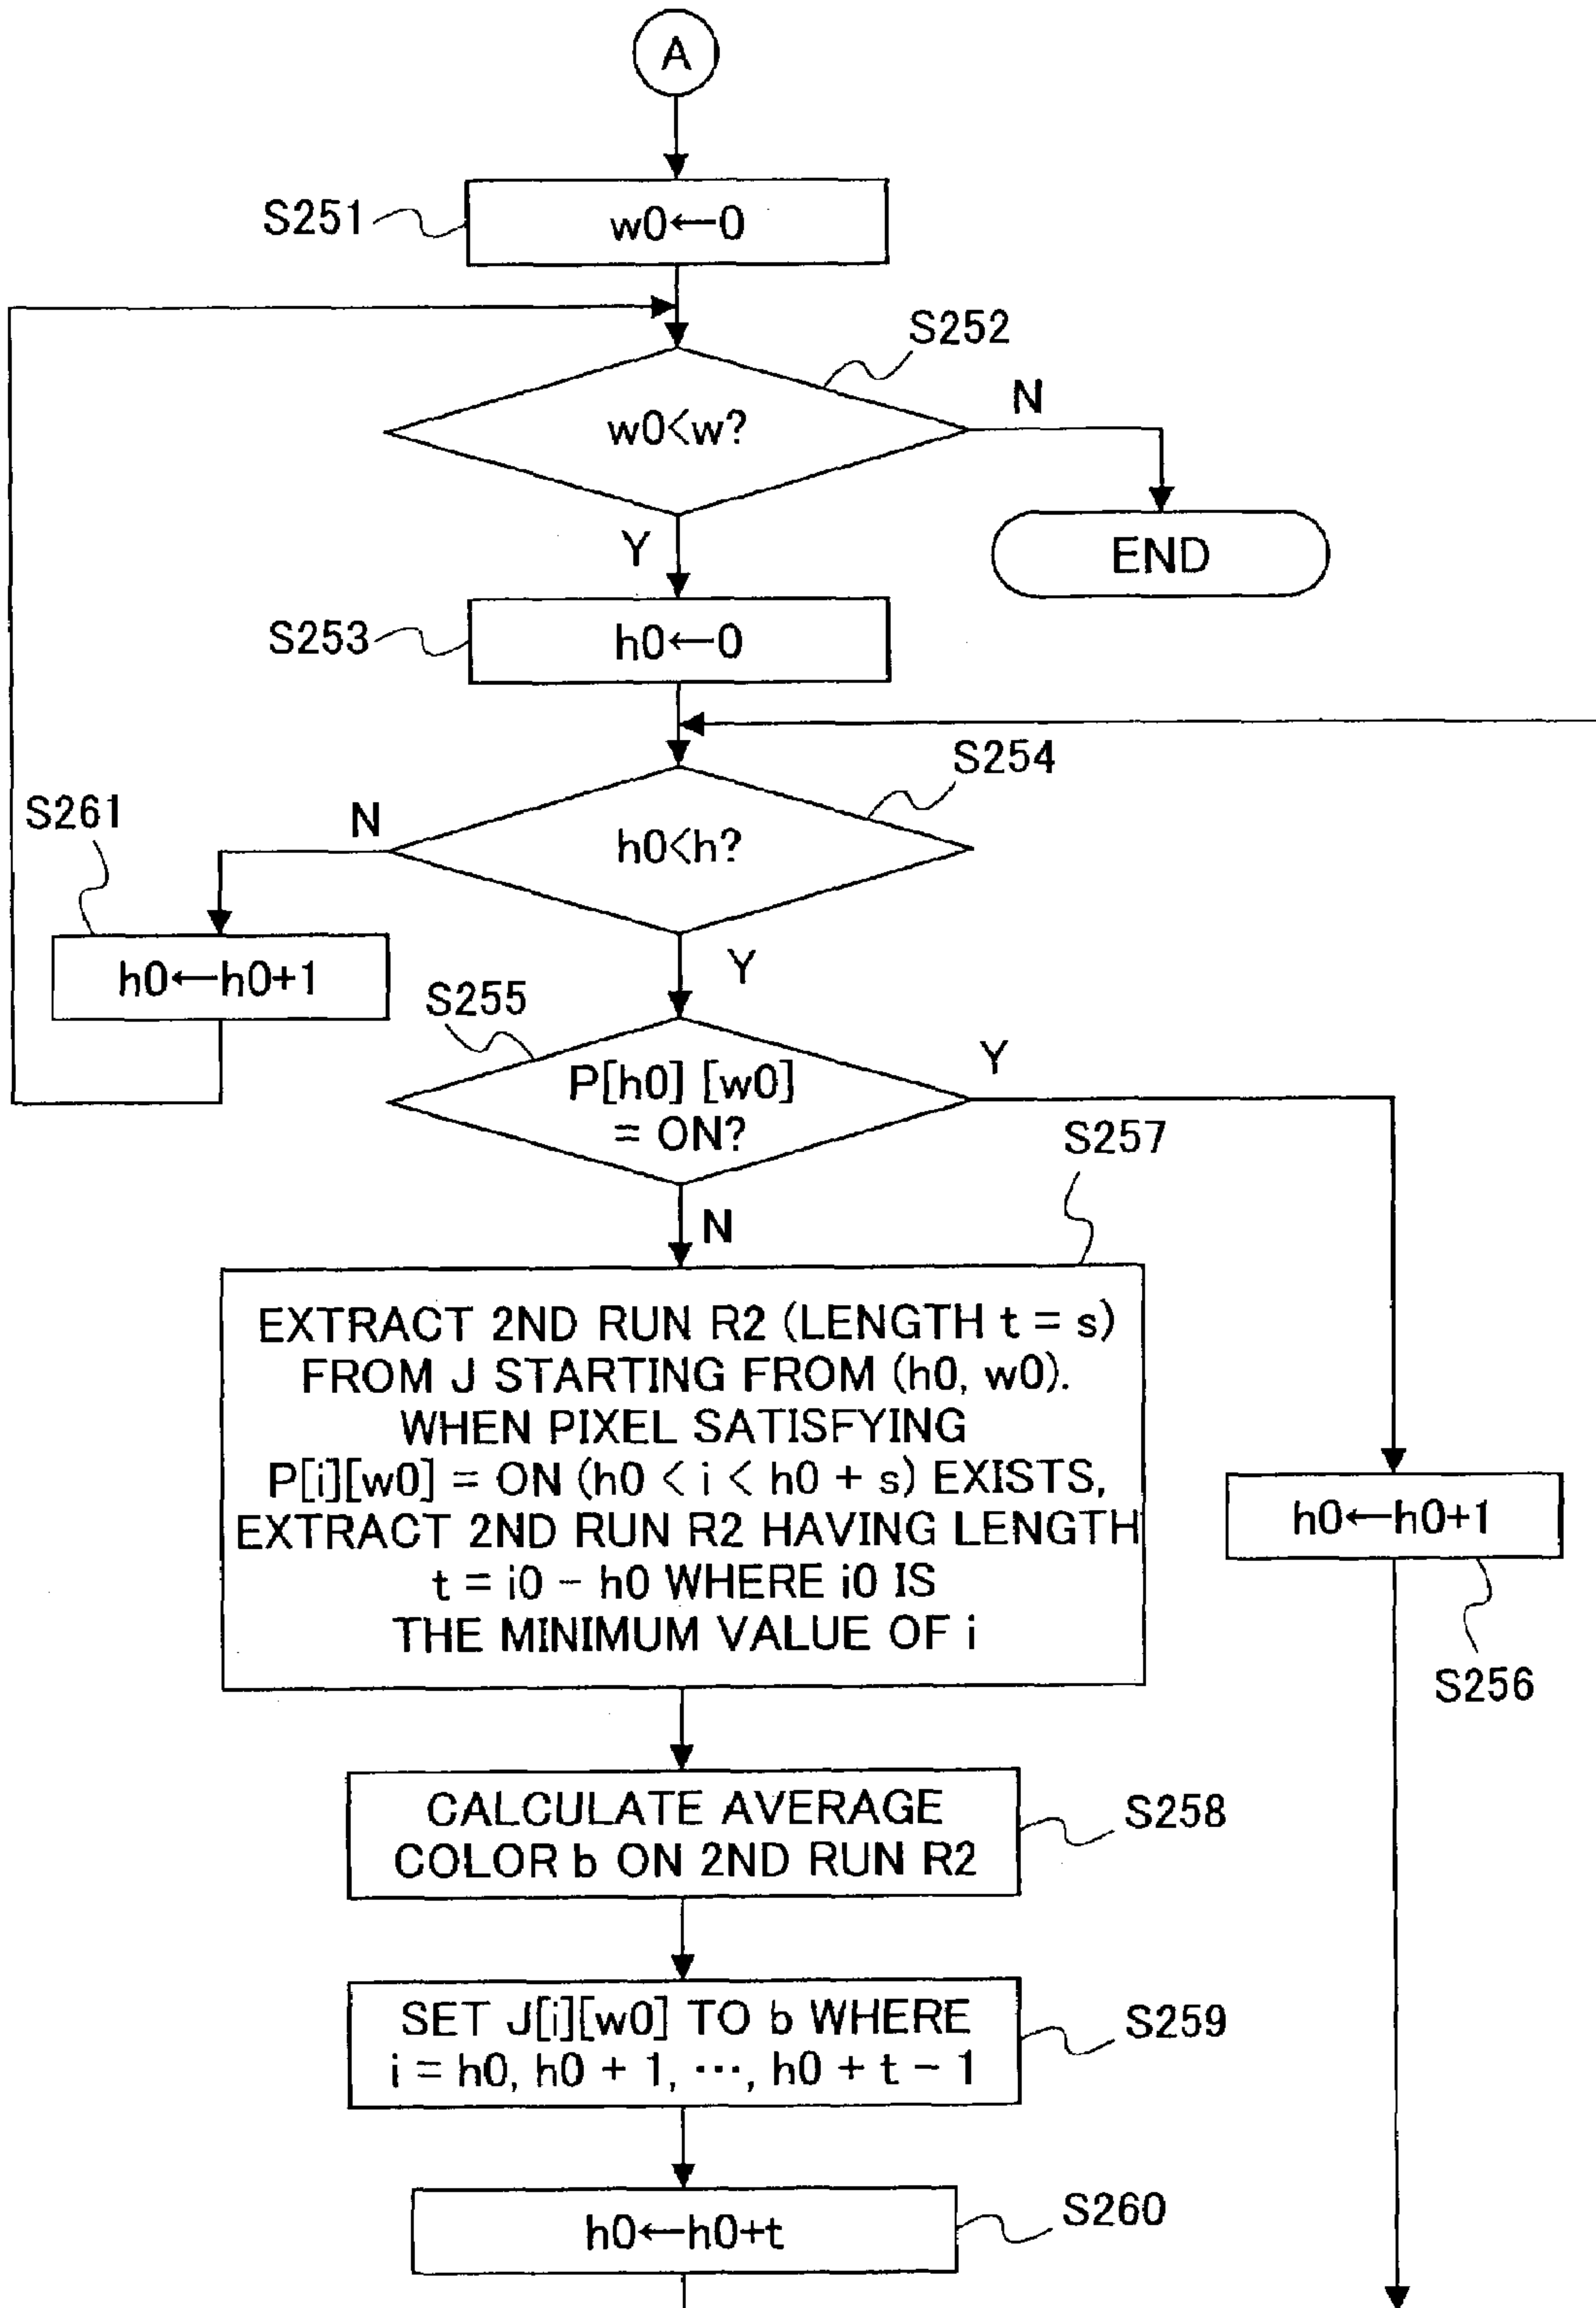 A
S251
w0←0
S252
w0<w?
N
Y
END
S253
h0←0
S254
S261
N
h0<h?
Y
h0←h0+1
S255
P[h0] [w0]
= ON?
Y
N
S257
EXTRACT 2ND RUN R2 (LENGTH t = s)
FROM J STARTING FROM (h0, w0).
WHEN PIXEL SATISFYING
P[i][w0] = ON (h0 < i < h0 + s) EXISTS,
EXTRACT 2ND RUN R2 HAVING LENGTH
t = i0 – h0 WHERE i0 IS
THE MINIMUM VALUE OF i
h0←h0+1
S256
CALCULATE AVERAGE
COLOR b ON 2ND RUN R2
S258
SET J[i][w0] TO b WHERE
i = h0, h0 + 1, ⋯, h0 + t – 1
S259
h0←h0+t
S260